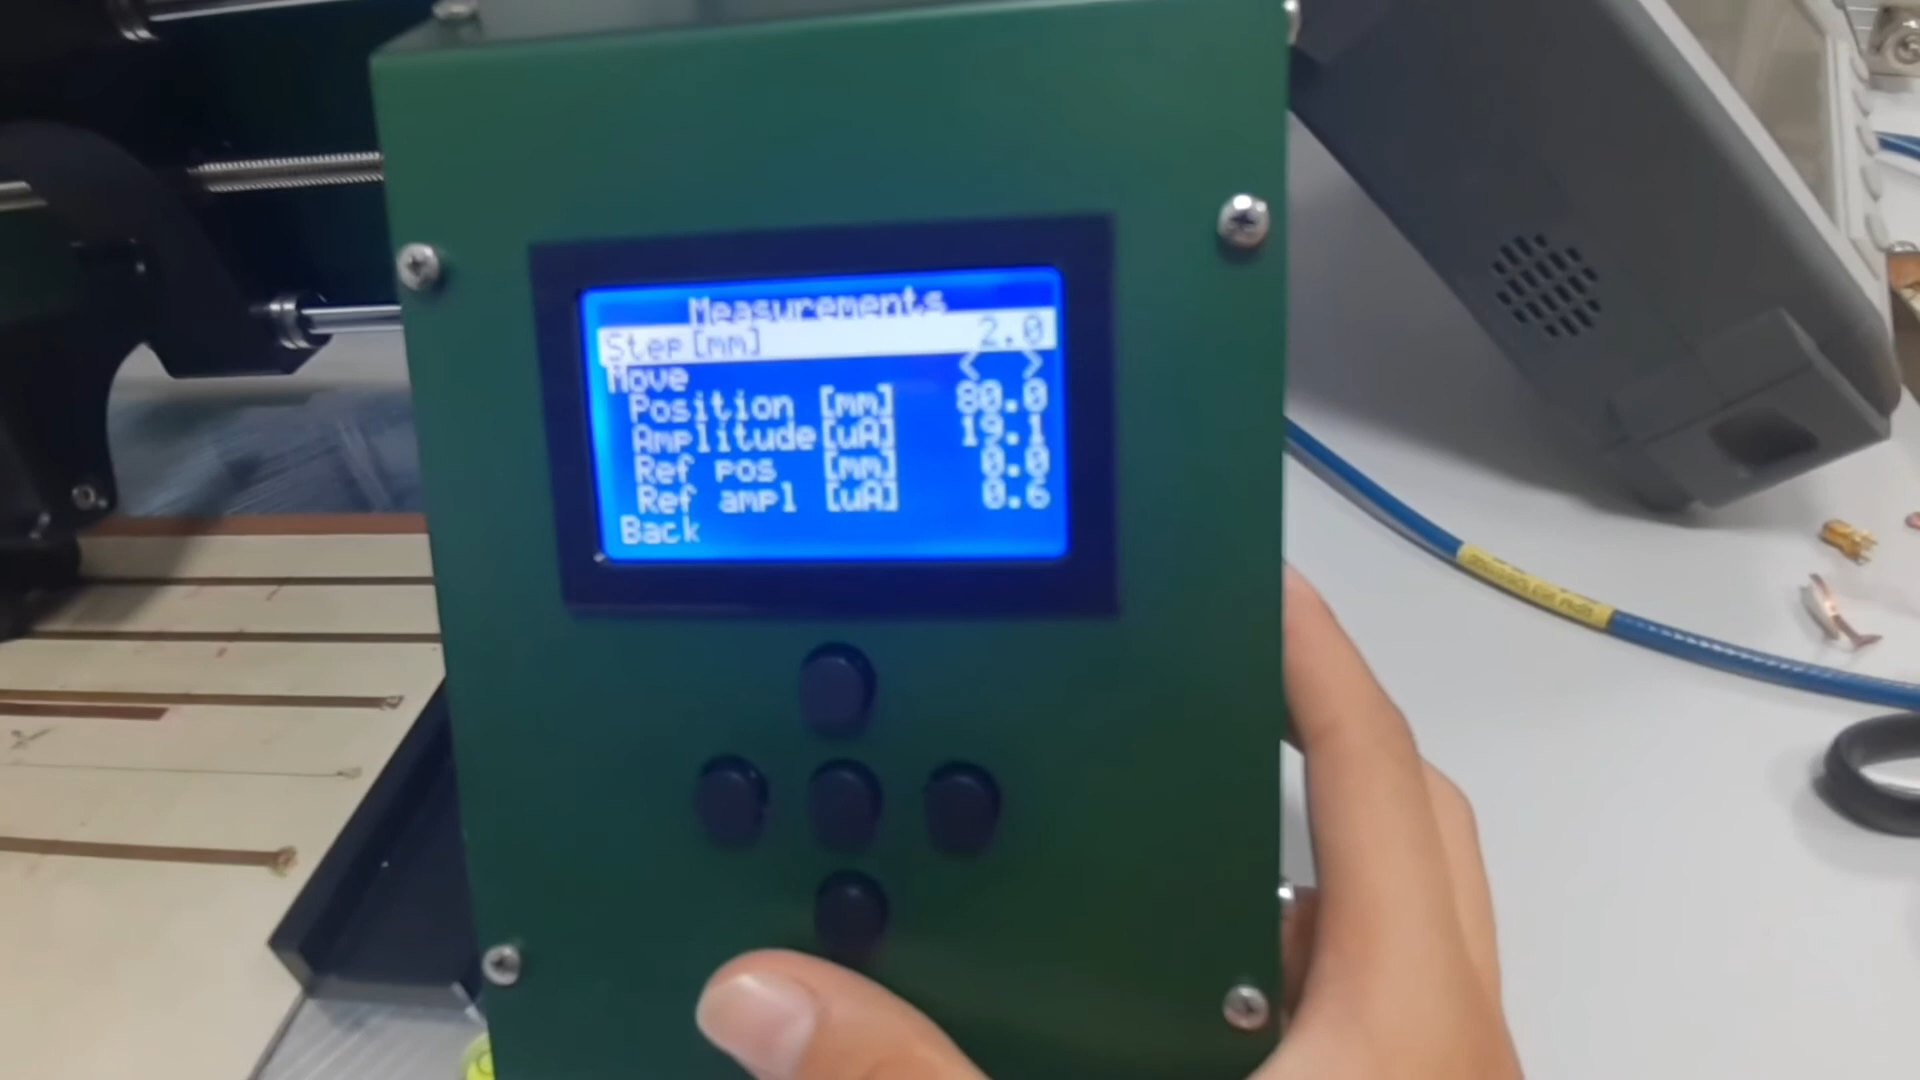 Measurements
Step[mm] 2.0
Move < >
Position [mm] 80.0
Amplitude[uA] 19.1
Ref pos [mm] 0.0
Ref ampl [uA] 0.6
Back